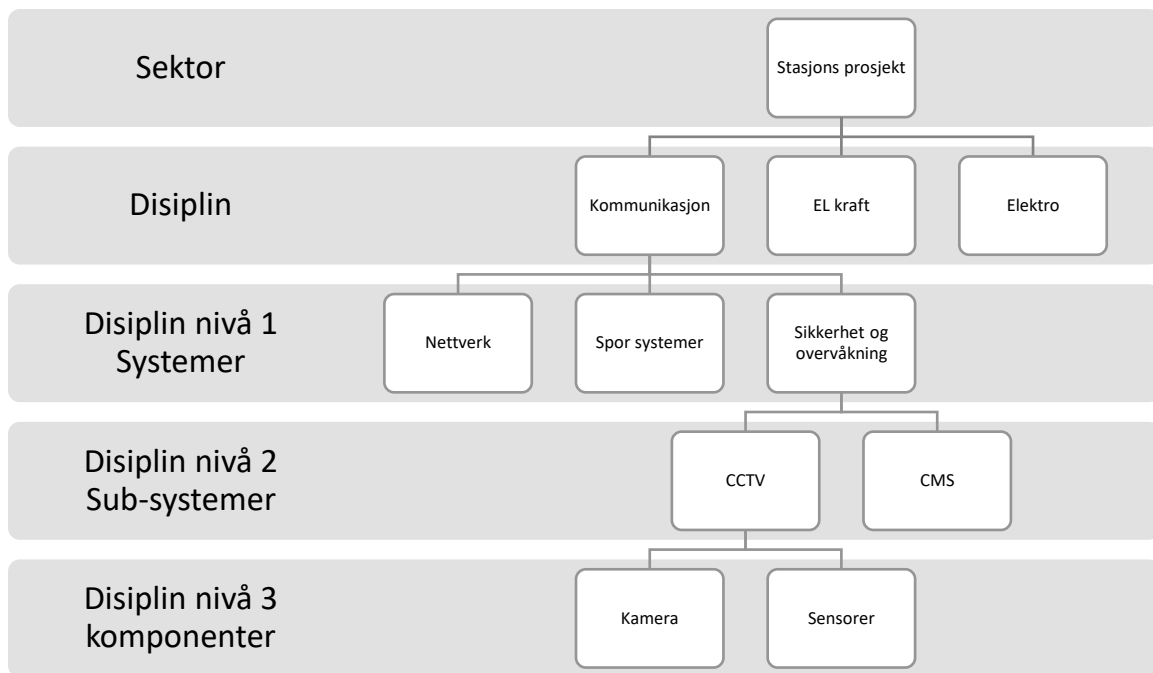 Sektor
Stasjons prosjekt
Disiplin
Kommunikasjon
EL kraft
Elektro
Disiplin nivå 1
Systemer
Nettverk
Spor systemer
Sikkerhet og
overvåkning
Disiplin nivå 2
Sub-systemer
CCTV
CMS
Disiplin nivå 3
komponenter
Kamera
Sensorer